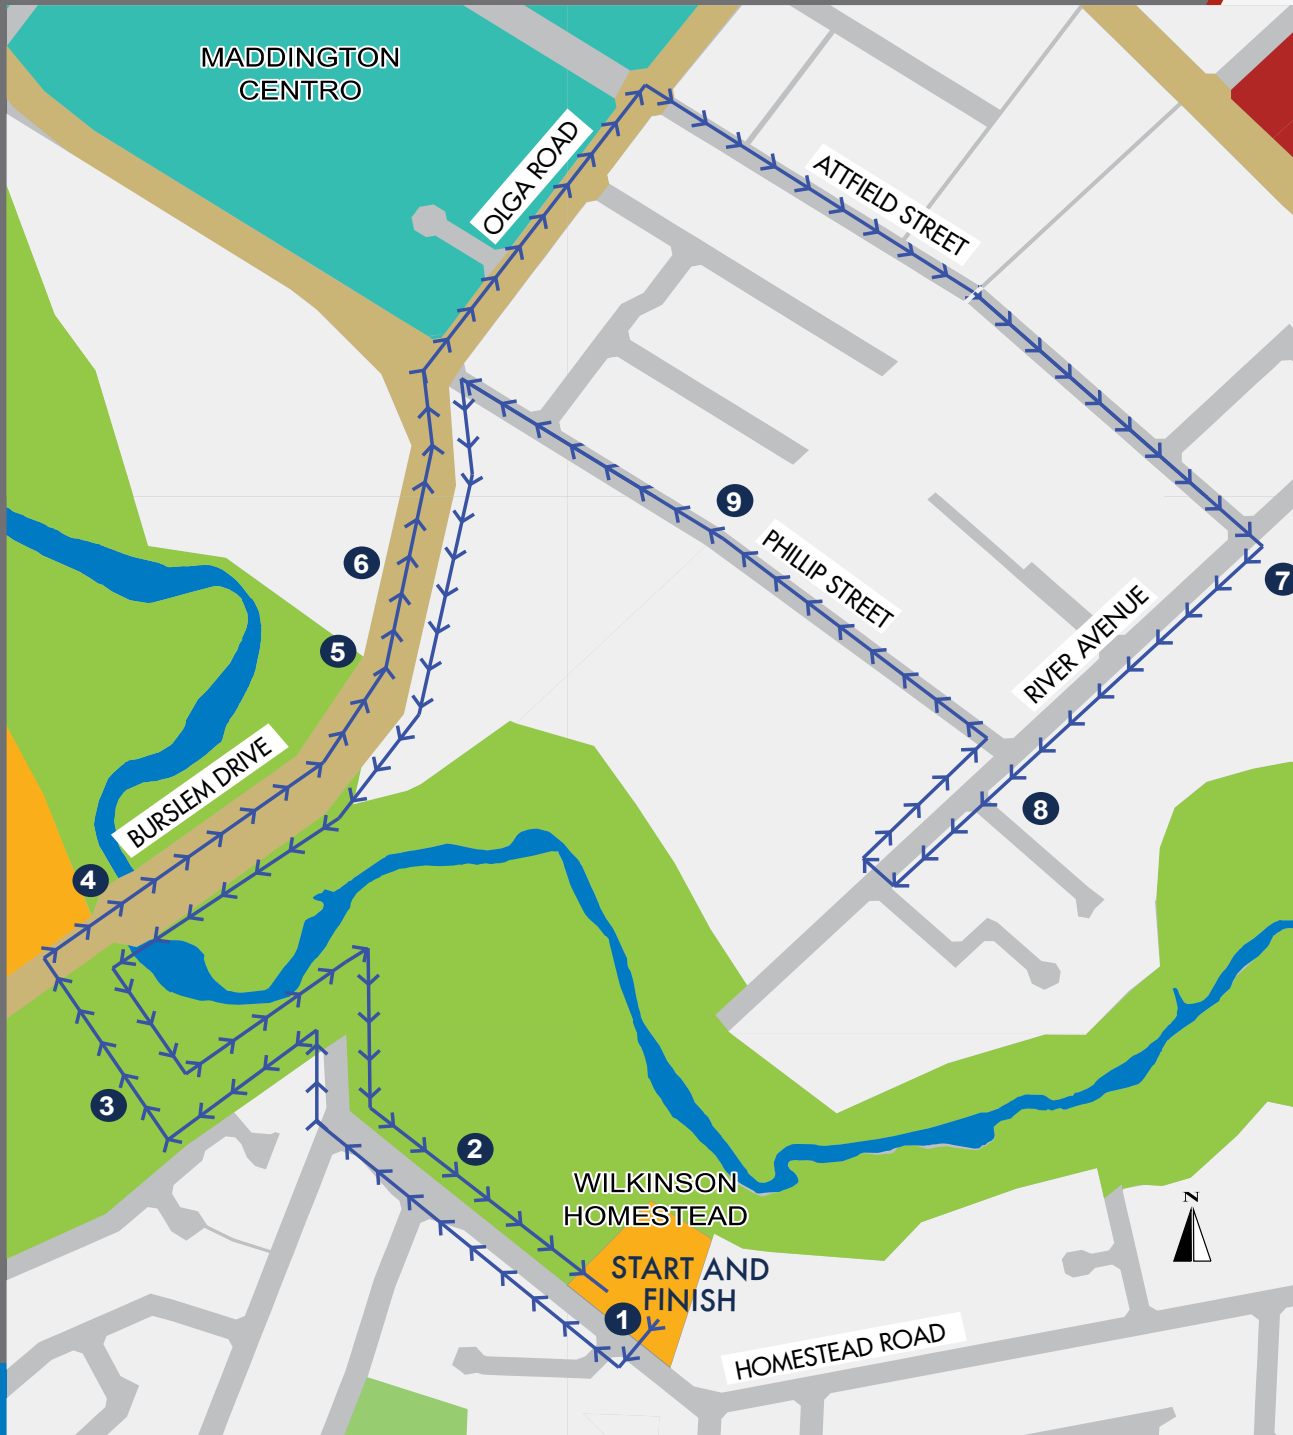 MADDINGTON
CENTRO
OLGA ROAD
ATTFIELD STREET
9
PHILLIP STREET
6
7
5
RIVER AVENUE
BURSLEM DRIVE
8
4
3
2
WILKINSON
HOMESTEAD
N
START AND
FINISH
1
HOMESTEAD ROAD